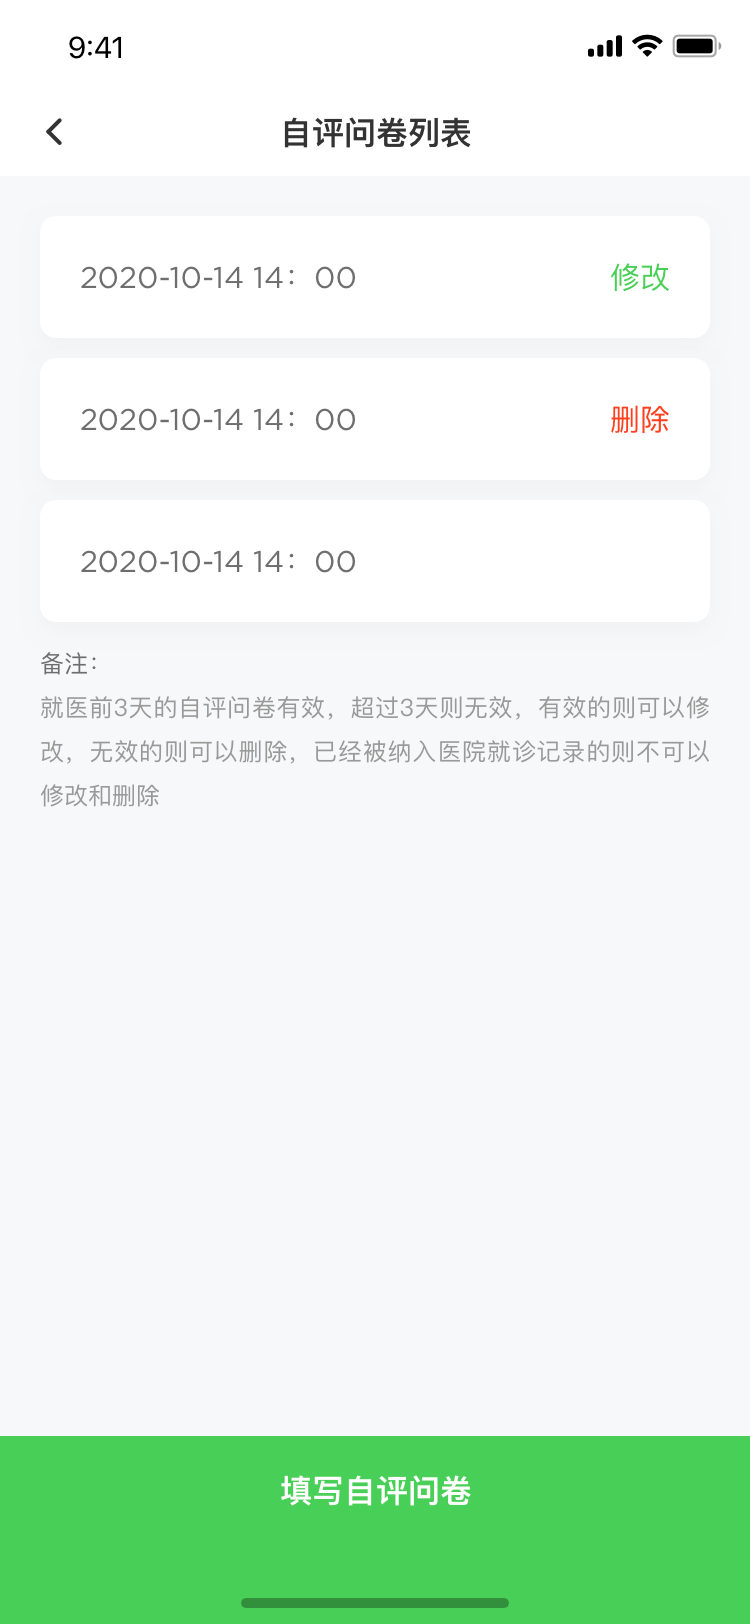 9:41
自评问卷列表
2020-10-14 14：00
修改
2020-10-14 14：00
删除
2020-10-14 14：00
备注：
就医前3天的自评问卷有效，超过3天则无效，有效的则可以修
改，无效的则可以删除，已经被纳入医院就诊记录的则不可以
修改和删除
填写自评问卷